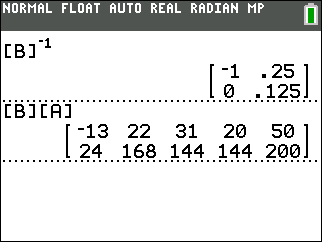 NORMAL FLOAT AUTO REAL RADIAN MP
[B]⁻¹
[-1 .25]
[0 .125]
[B][A]
[-13 22 31 20 50]
[24 168 144 144 200]